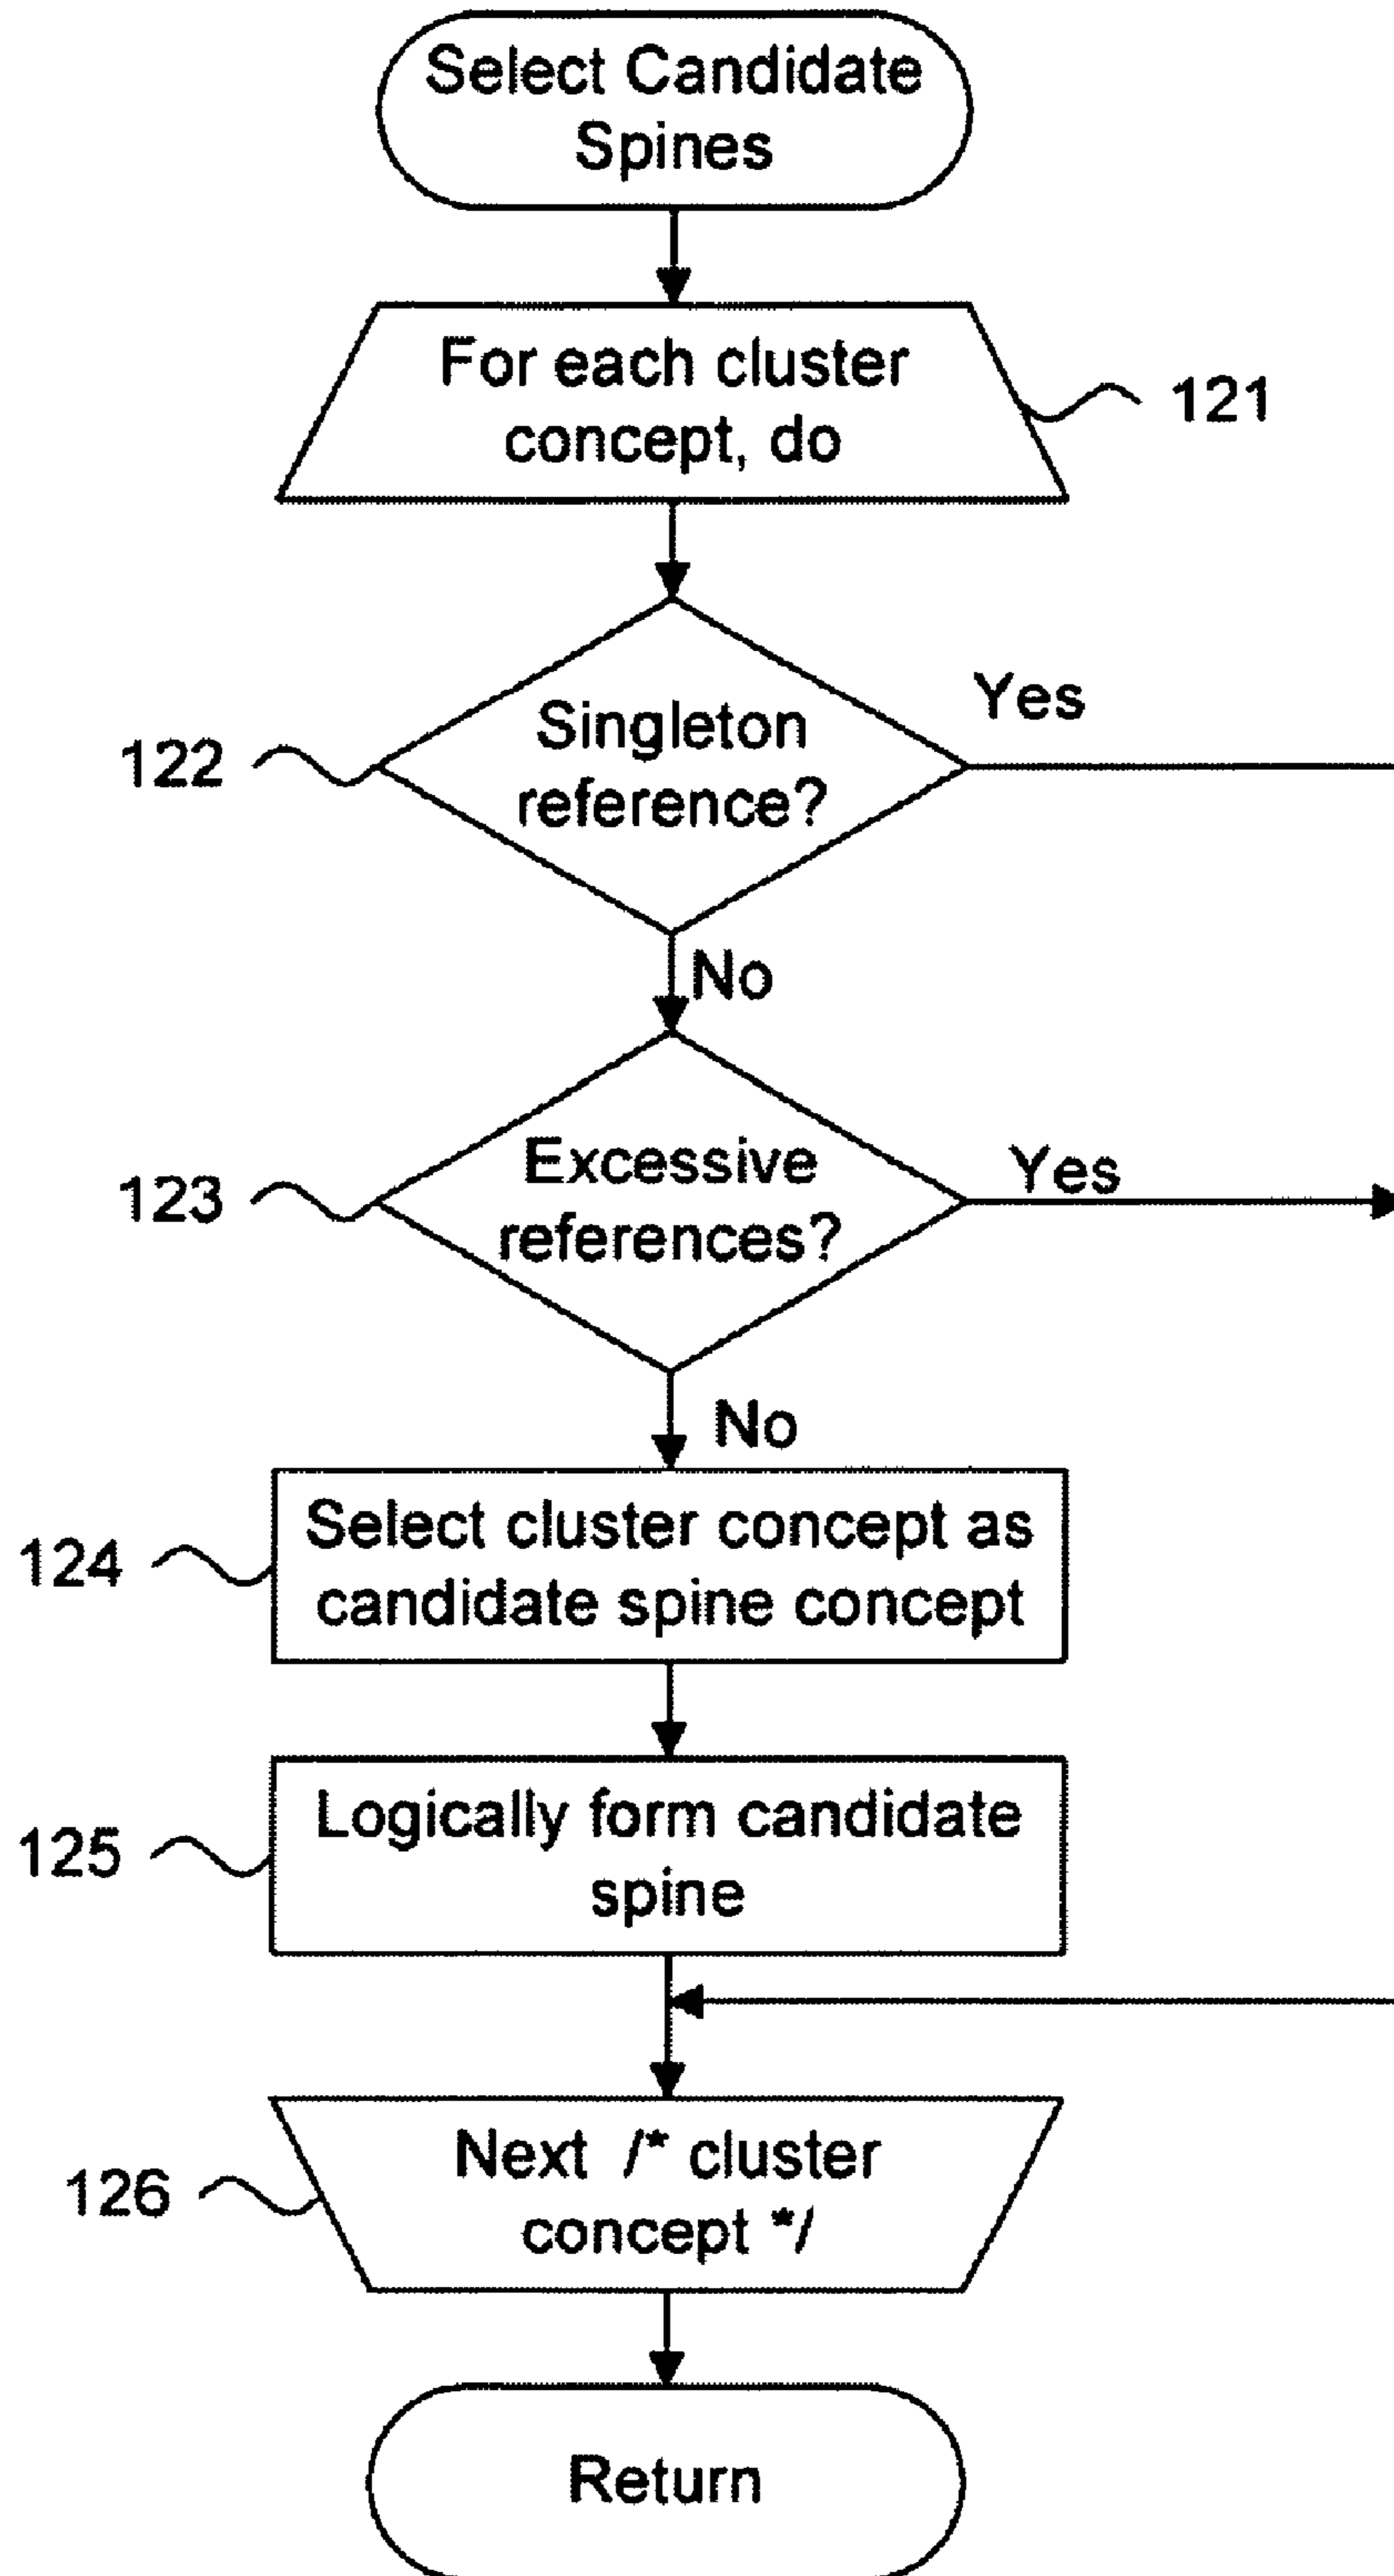 Select Candidate
Spines
For each cluster
concept, do
121
Yes
Singleton
reference?
122
No
Excessive
references?
Yes
123
No
Select cluster concept as
candidate spine concept
124
Logically form candidate
spine
125
Next /* cluster
concept */
126
Return